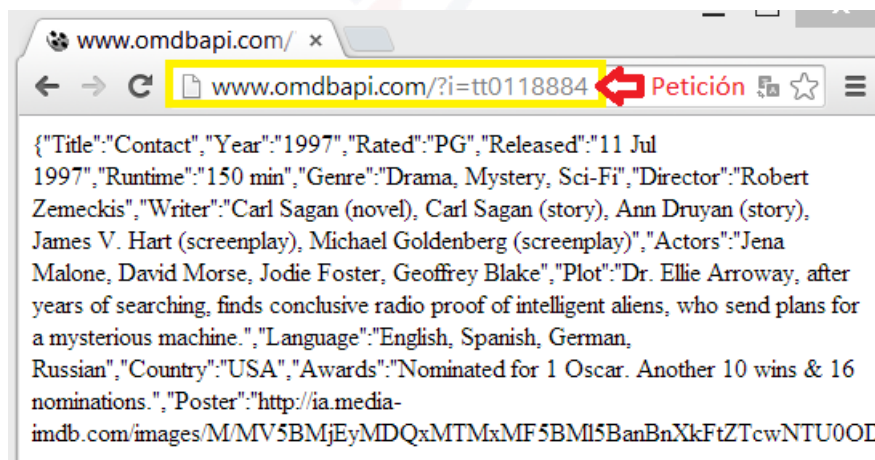 www.omdbapi.com/
www.omdbapi.com/?i=tt0118884 Petición
{"Title":"Contact","Year":"1997","Rated":"PG","Released":"11 Jul
1997","Runtime":"150 min","Genre":"Drama, Mystery, Sci-Fi","Director":"Robert
Zemeckis","Writer":"Carl Sagan (novel), Carl Sagan (story), Ann Druyan (story),
James V. Hart (screenplay), Michael Goldenberg (screenplay)","Actors":"Jena
Malone, David Morse, Jodie Foster, Geoffrey Blake","Plot":"Dr. Ellie Arroway, after
years of searching, finds conclusive radio proof of intelligent aliens, who send plans for
a mysterious machine.","Language":"English, Spanish, German,
Russian","Country":"USA","Awards":"Nominated for 1 Oscar. Another 10 wins & 16
nominations.","Poster":"http://ia.media-
imdb.com/images/M/MV5BMjEyMDQxMTMxMF5BMl5BanBnXkFtZTcwNTU0OD